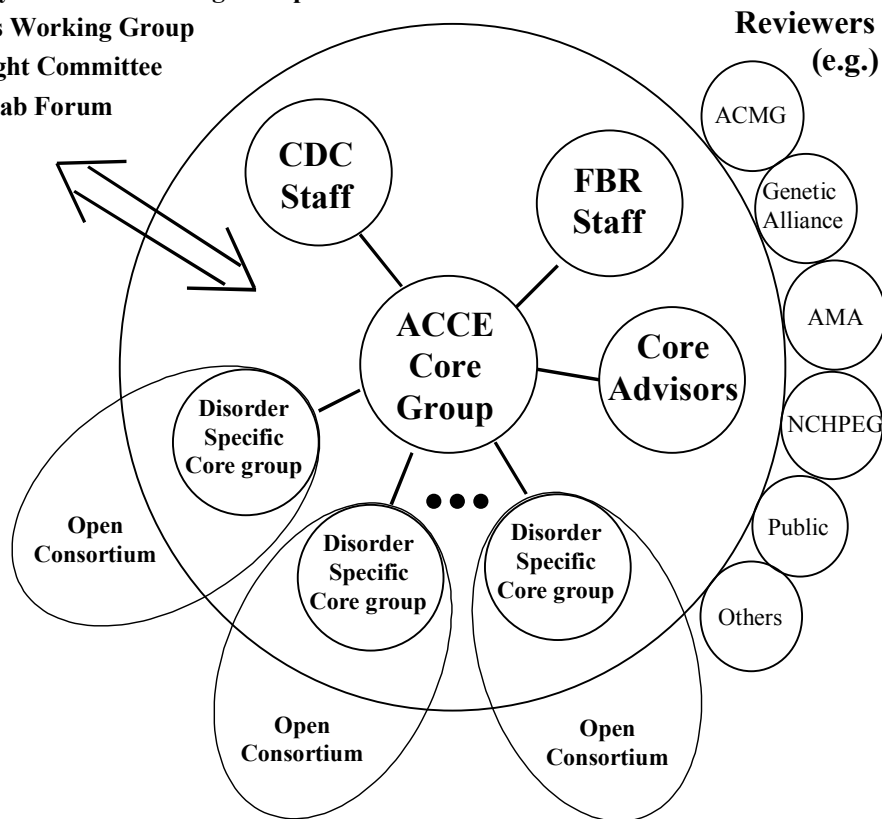 s Working Group
ght Committee
ab Forum
Reviewers
(e.g.)
ACMG
CDC
Staff
FBR
Staff
Genetic
Alliance
ACCE
Core
Group
AMA
Core
Advisors
Disorder
Specific
Core group
NCHPEG
Open
Consortium
Disorder
Specific
Core group
Disorder
Specific
Core group
Public
Others
Open
Consortium
Open
Consortium